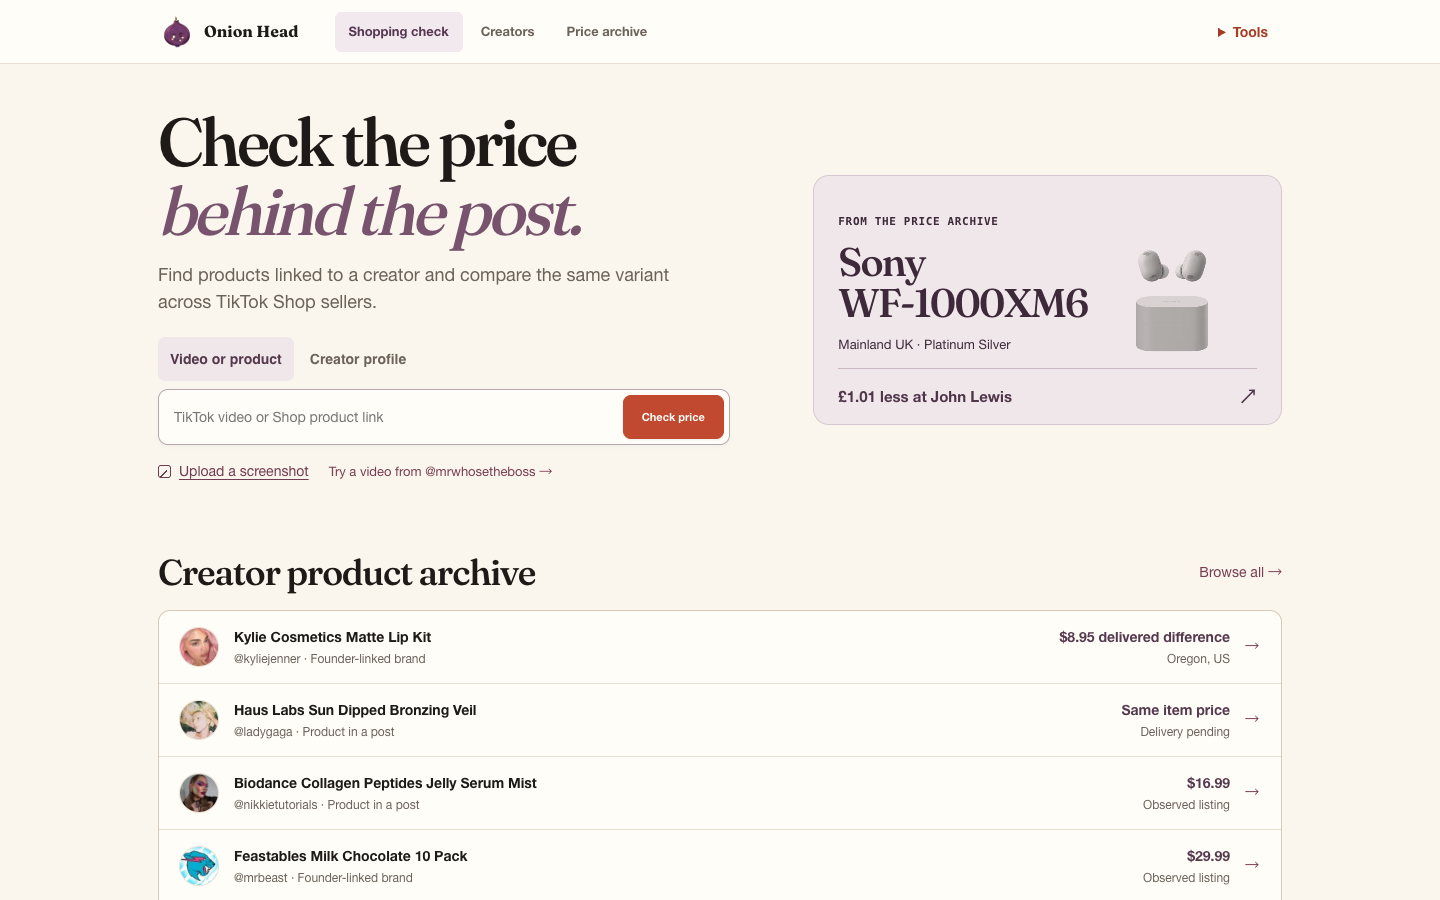 Onion Head
Shopping check
Creators
Price archive
Tools
Check the price
behind the post.
Find products linked to a creator and compare the same variant
across TikTok Shop sellers.
Video or product
Creator profile
TikTok video or Shop product link
Check price
Upload a screenshot
Try a video from @mrwhosetheboss →
FROM THE PRICE ARCHIVE
Sony
WF-1000XM6
Mainland UK · Platinum Silver
£1.01 less at John Lewis
Creator product archive
Browse all →
Kylie Cosmetics Matte Lip Kit
@kyliejenner · Founder-linked brand
$8.95 delivered difference
Oregon, US
Haus Labs Sun Dipped Bronzing Veil
@ladygaga · Product in a post
Same item price
Delivery pending
Biodance Collagen Peptides Jelly Serum Mist
@nikkietutorials · Product in a post
$16.99
Observed listing
Feastables Milk Chocolate 10 Pack
@mrbeast · Founder-linked brand
$29.99
Observed listing